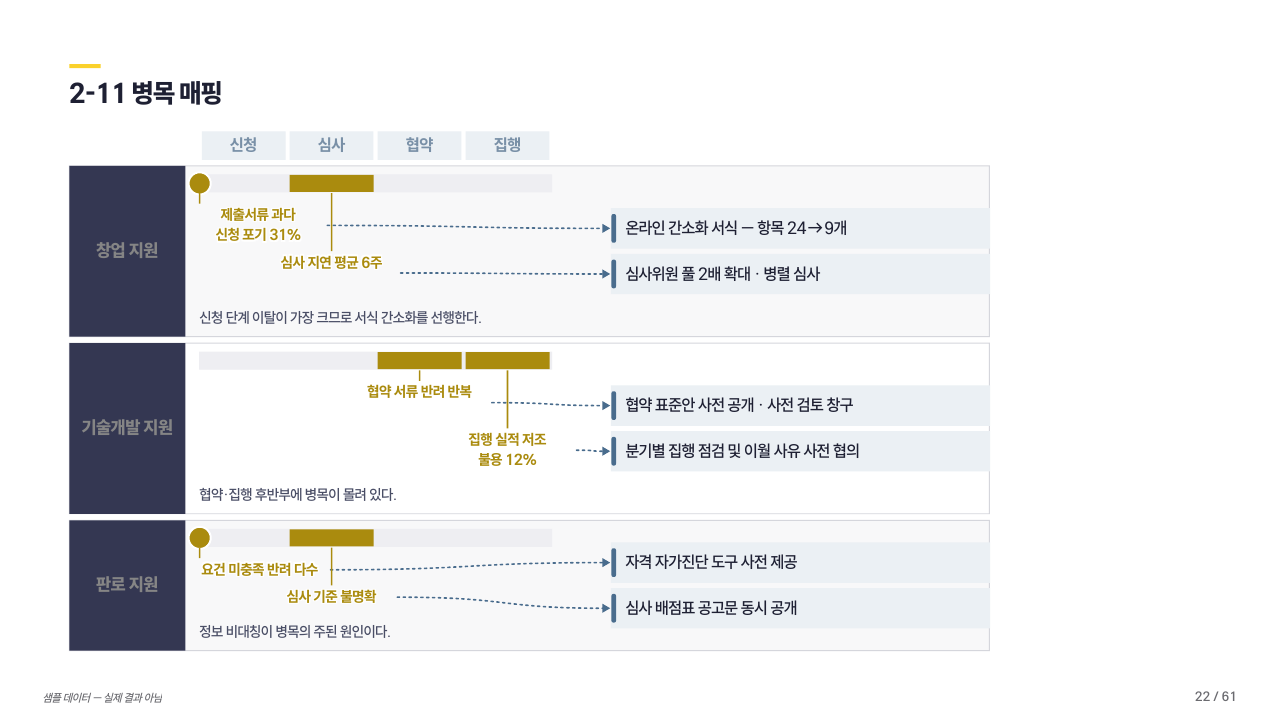 2-11 병목 매핑
신청
심사
협약
집행
창업 지원
제출서류 과다
신청 포기 31%
심사 지연 평균 6주
온라인 간소화 서식 — 항목 24→9개
심사위원 풀 2배 확대 · 병렬 심사
신청 단계 이탈이 가장 크므로 서식 간소화를 선행한다.
기술개발 지원
협약 서류 반려 반복
집행 실적 저조
불용 12%
협약 표준안 사전 공개 · 사전 검토 창구
분기별 집행 점검 및 이월 사유 사전 협의
협약·집행 후반부에 병목이 몰려 있다.
판로 지원
요건 미충족 반려 다수
심사 기준 불명확
자격 자가진단 도구 사전 제공
심사 배점표 공고문 동시 공개
정보 비대칭이 병목의 주된 원인이다.
샘플 데이터 — 실제 결과 아님
22 / 61